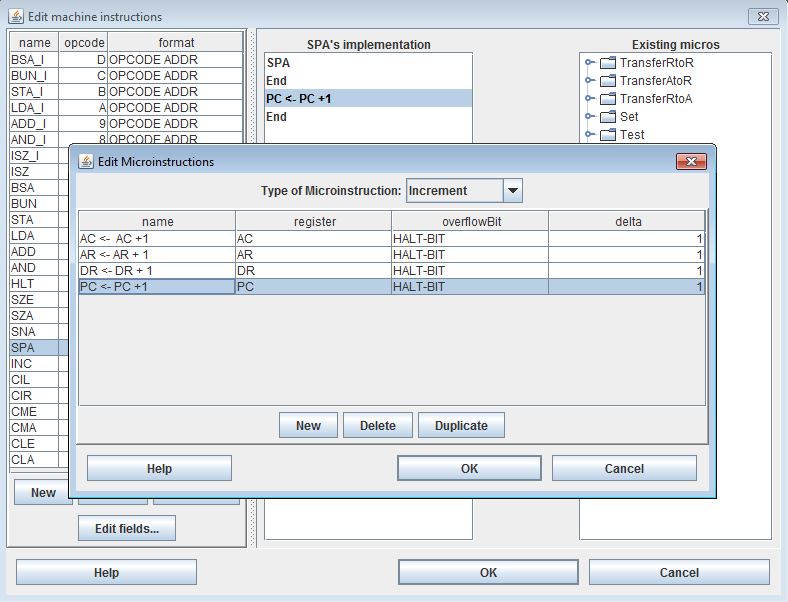 Edit machine instructions
name opcode format
BSA_I D OPCODE ADDR
BUN_I C OPCODE ADDR
STA_I B OPCODE ADDR
LDA_I A OPCODE ADDR
ADD_I 9 OPCODE ADDR
AND_I 8 OPCODE ADDR
ISZ_I
ISZ
BSA
BUN
STA
LDA
ADD
AND
HLT
SZE
SZA
SNA
SPA
INC
CIL
CIR
CME
CMA
CLE
CLA
New
Edit fields...
SPA's implementation
SPA
End
PC <- PC +1
End
Existing micros
TransferRtoR
TransferAtoR
TransferRtoA
Set
Test
Edit Microinstructions
Type of Microinstruction: Increment
name register overflowBit delta
AC <- AC +1 AC HALT-BIT 1
AR <- AR + 1 AR HALT-BIT 1
DR <- DR + 1 DR HALT-BIT 1
PC <- PC +1 PC HALT-BIT 1
New Delete Duplicate
Help OK Cancel
Help OK Cancel